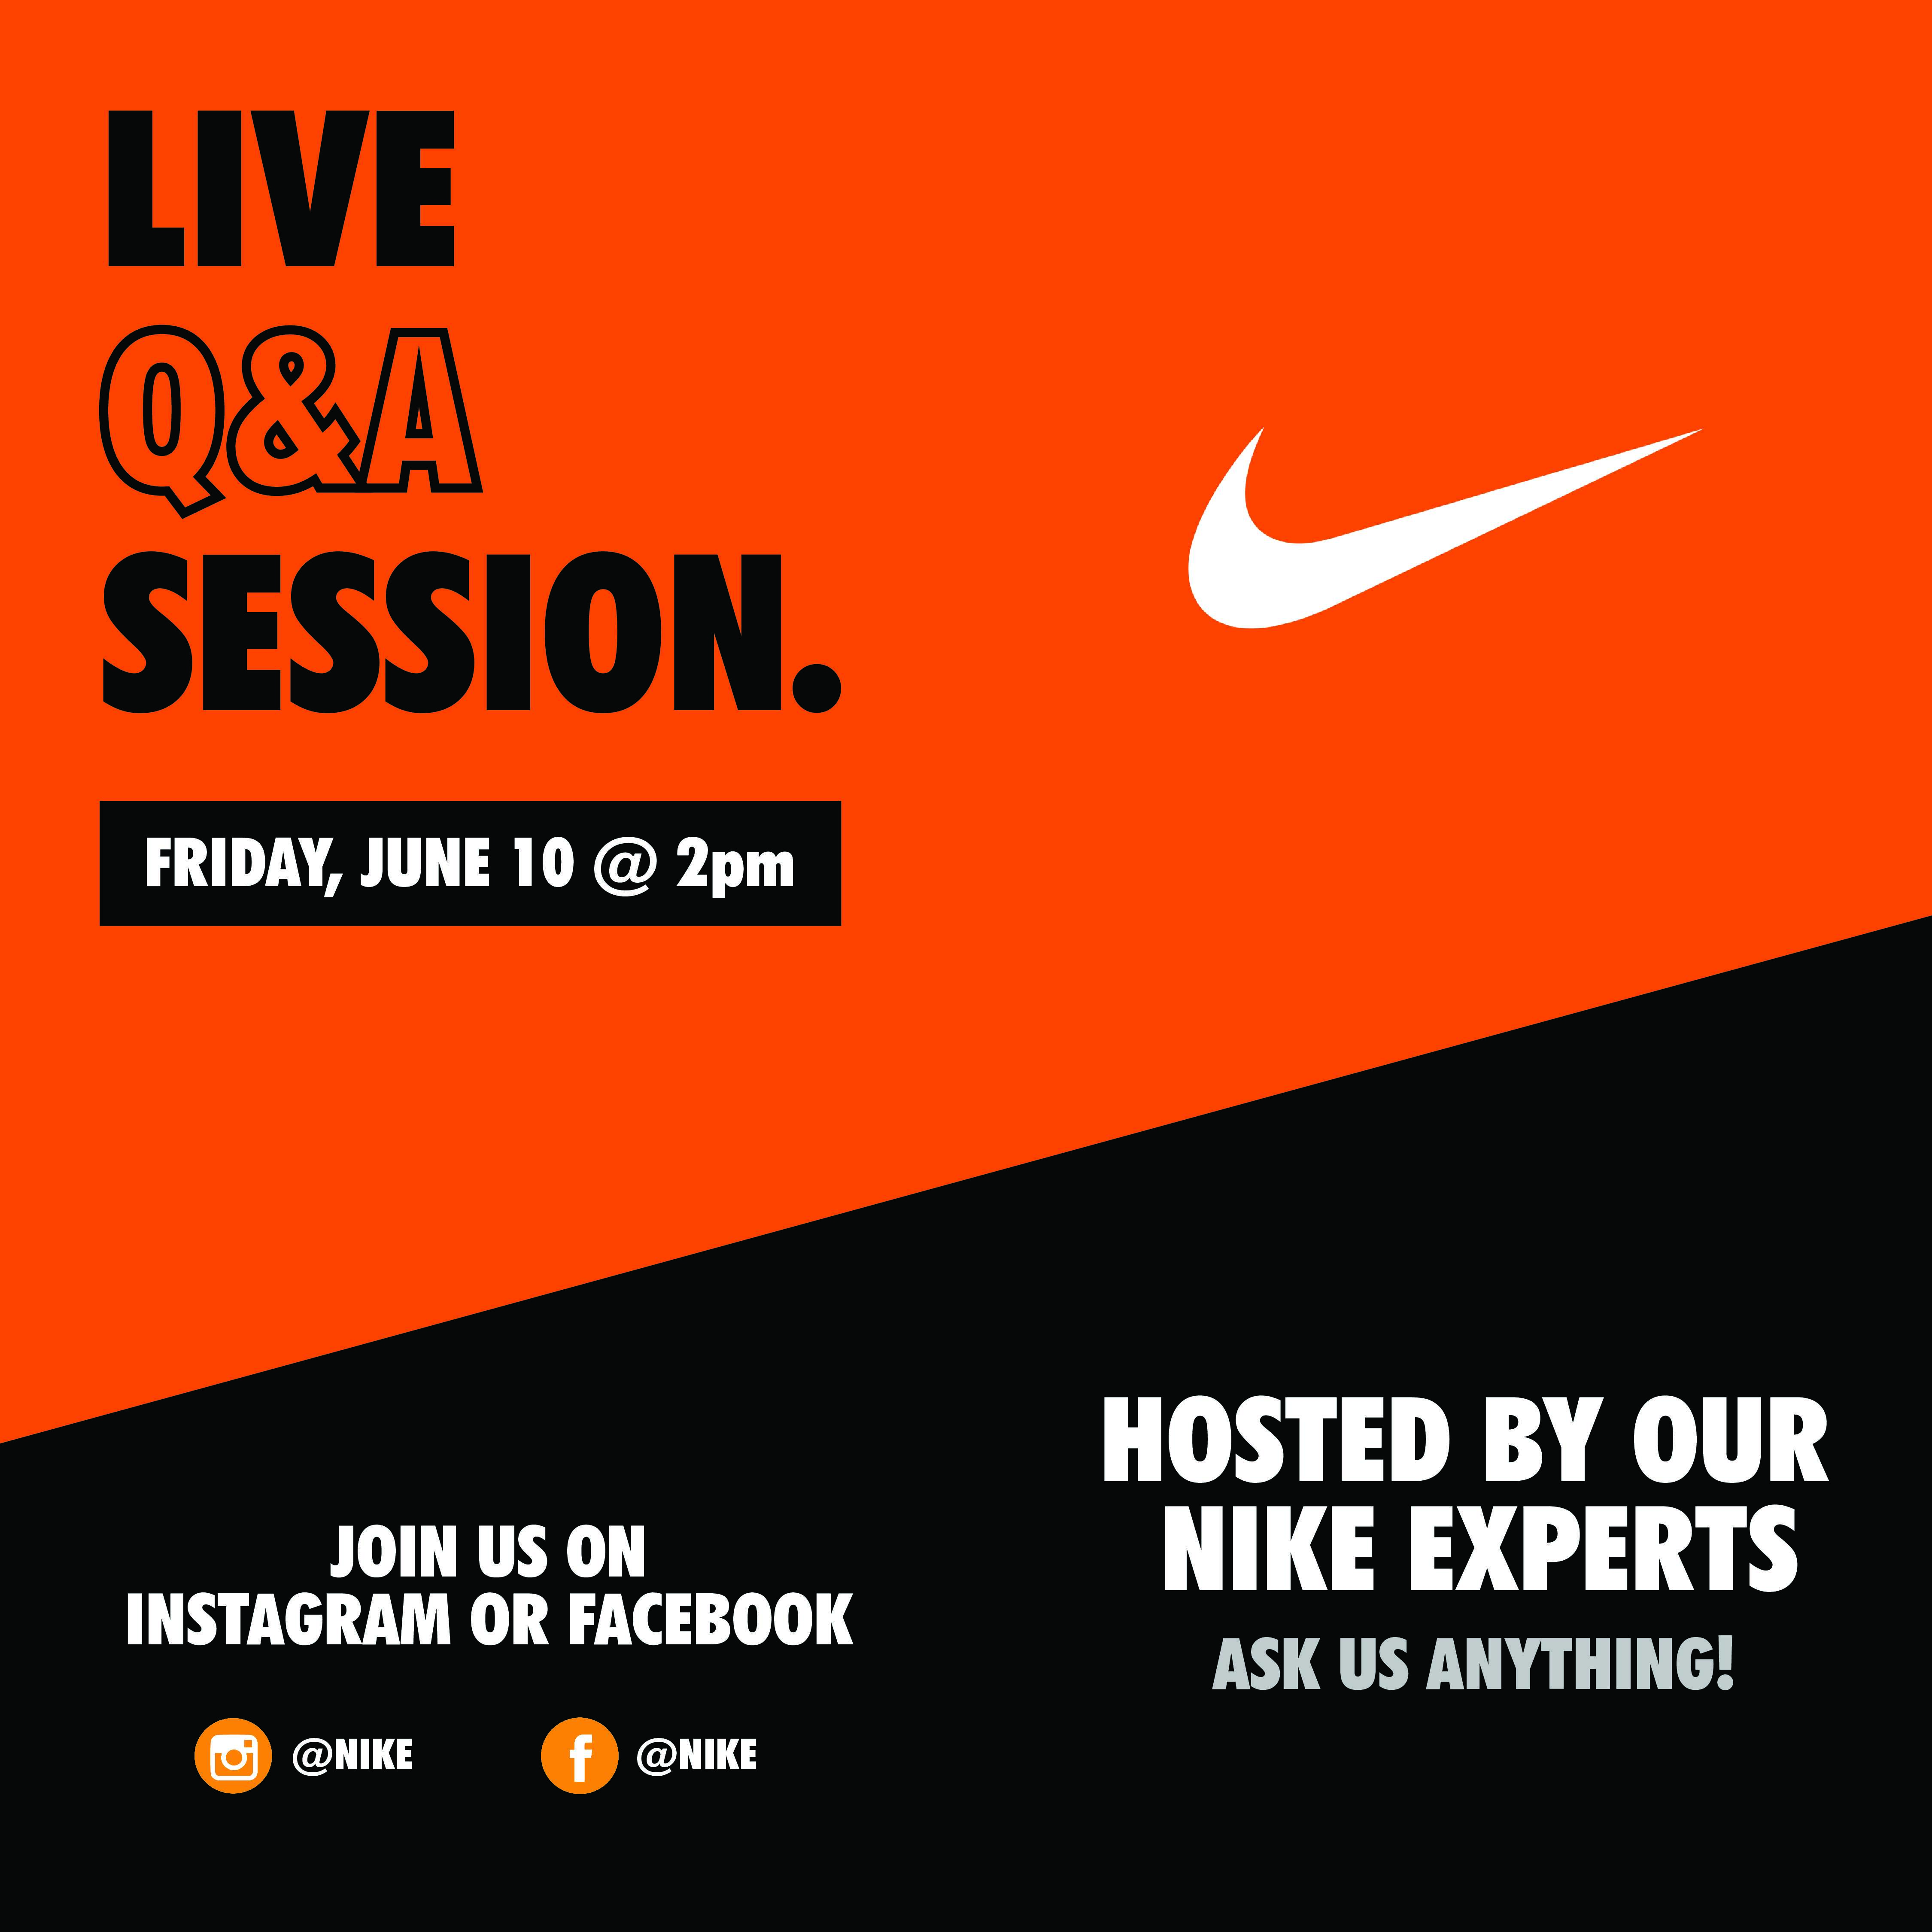 LIVE
Q&A
SESSION.
FRIDAY, JUNE 10 @ 2pm
HOSTED BY OUR
NIKE EXPERTS
ASK US ANYTHING!
JOIN US ON
INSTAGRAM OR FACEBOOK
@NIKE
@NIKE